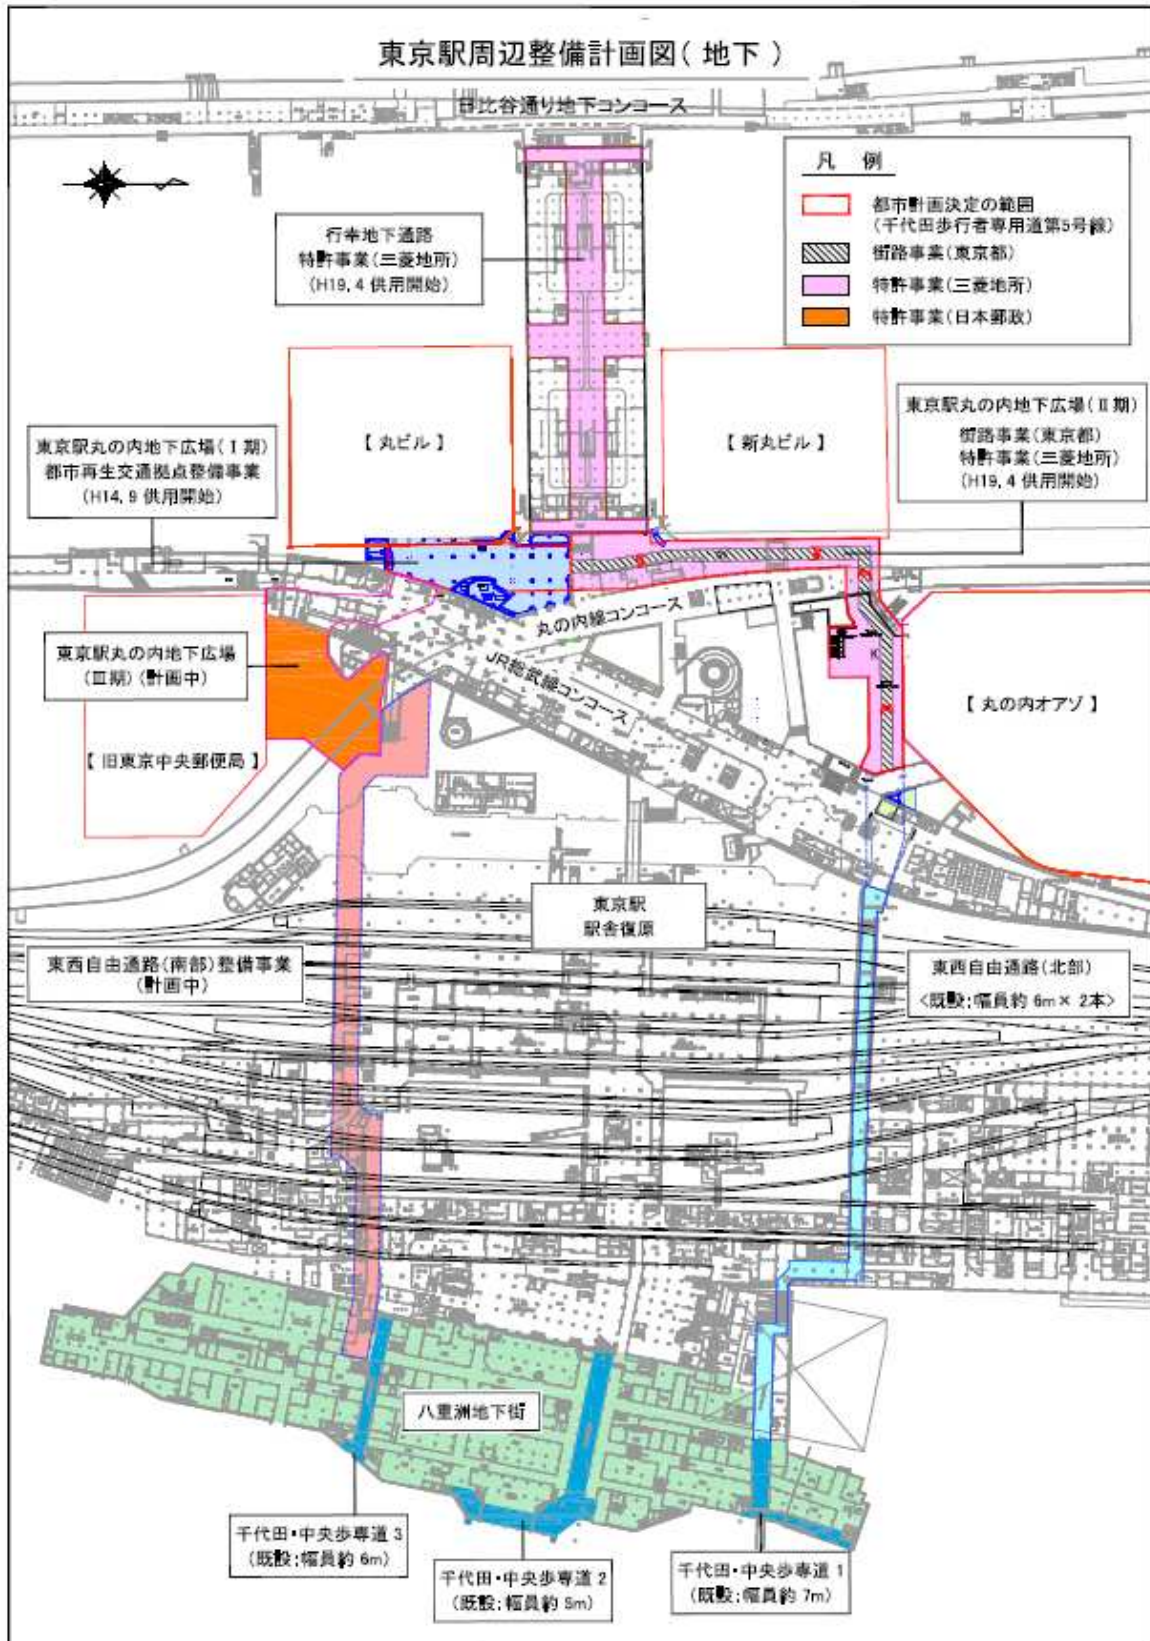 東京駅周辺整備計画図(地下)
日比谷通り地下コンコース
凡 例
都市計画決定の範囲
(千代田歩行者専用道第5号線)
街路事業(東京都)
特許事業(三菱地所)
特許事業(日本郵政)
行幸地下通路
特許事業(三菱地所)
(H19,4 供用開始)
【 丸ビル 】
【 新丸ビル 】
東京駅丸の内地下広場(Ⅰ期)
都市再生交通拠点整備事業
(H14,9 供用開始)
東京駅丸の内地下広場(Ⅱ期)
街路事業(東京都)
特許事業(三菱地所)
(H19,4 供用開始)
丸の内線コンコース
JR総武線コンコース
東京駅丸の内地下広場
(Ⅲ期)(計画中)
【 旧東京中央郵便局 】
【 丸の内オアゾ 】
東京駅
駅舎復原
東西自由通路(南部)整備事業
(計画中)
東西自由通路(北部)
<既設:幅員約 6m× 2本>
八重洲地下街
千代田・中央歩専道 3
(既設:幅員約 6m)
千代田・中央歩専道 2
(既設:幅員約 5m)
千代田・中央歩専道 1
(既設:幅員約 7m)